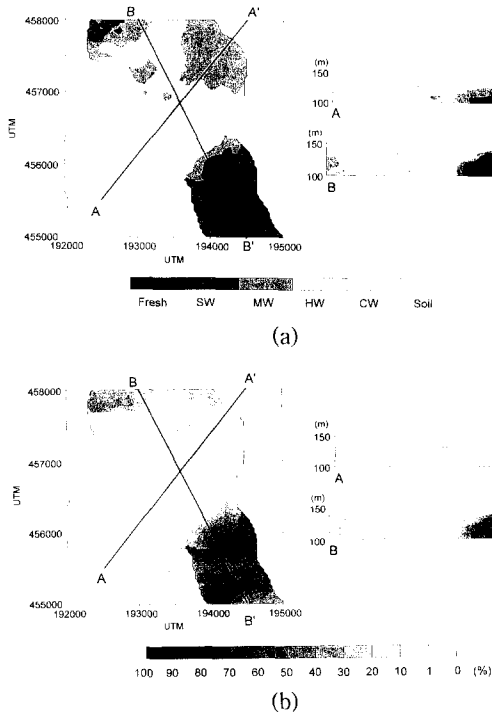 B A'
458000
(m)
150
457000
100
UTM A
(m)
456000 150
A 100
B
455000
192000 193000 194000 195000
UTM B'
Fresh SW MW HW CW Soil
(a)
B A'
458000
(m)
150
457000
100
UTM A
(m)
456000 150
100
A B
455000
192000 193000 194000 195000
UTM B'
100 90 80 70 60 50 40 30 20 10 1 0 (%)
(b)